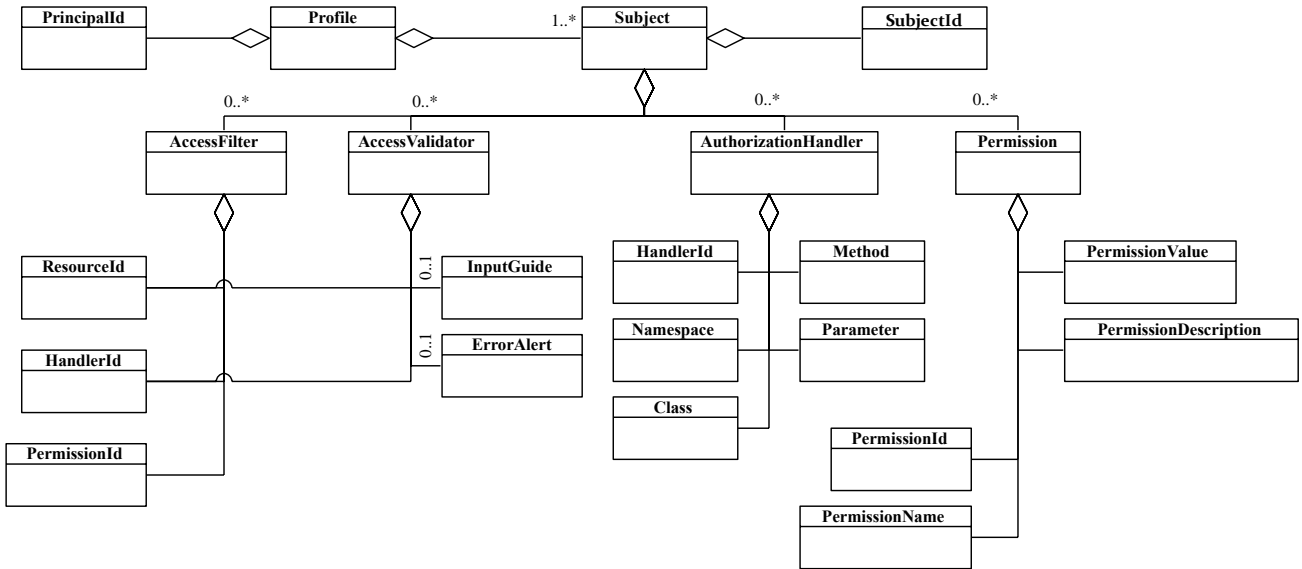 PrincipalId
Profile
1..*
Subject
SubjectId
0..*
0..*
0..*
0..*
AccessFilter
AccessValidator
AuthorizationHandler
Permission
ResourceId
0..1
InputGuide
HandlerId
Method
PermissionValue
HandlerId
0..1
ErrorAlert
Namespace
Parameter
PermissionDescription
Class
PermissionId
PermissionId
PermissionName